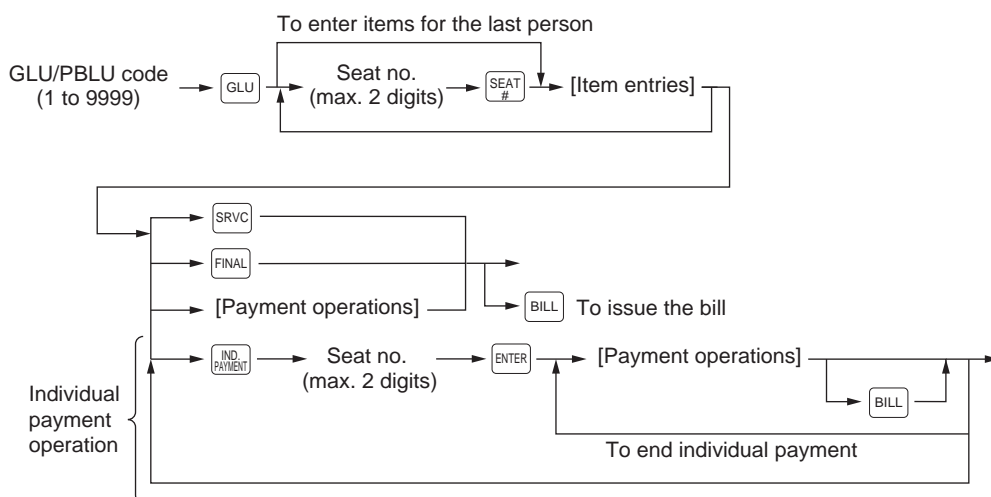 To enter items for the last person
GLU/PBLU code
(1 to 9999)
GLU
Seat no.
(max. 2 digits)
SEAT
#
[Item entries]
SRVC
FINAL
[Payment operations]
BILL
To issue the bill
IND.
PAYMENT
Seat no.
(max. 2 digits)
ENTER
[Payment operations]
BILL
Individual
payment
operation
To end individual payment